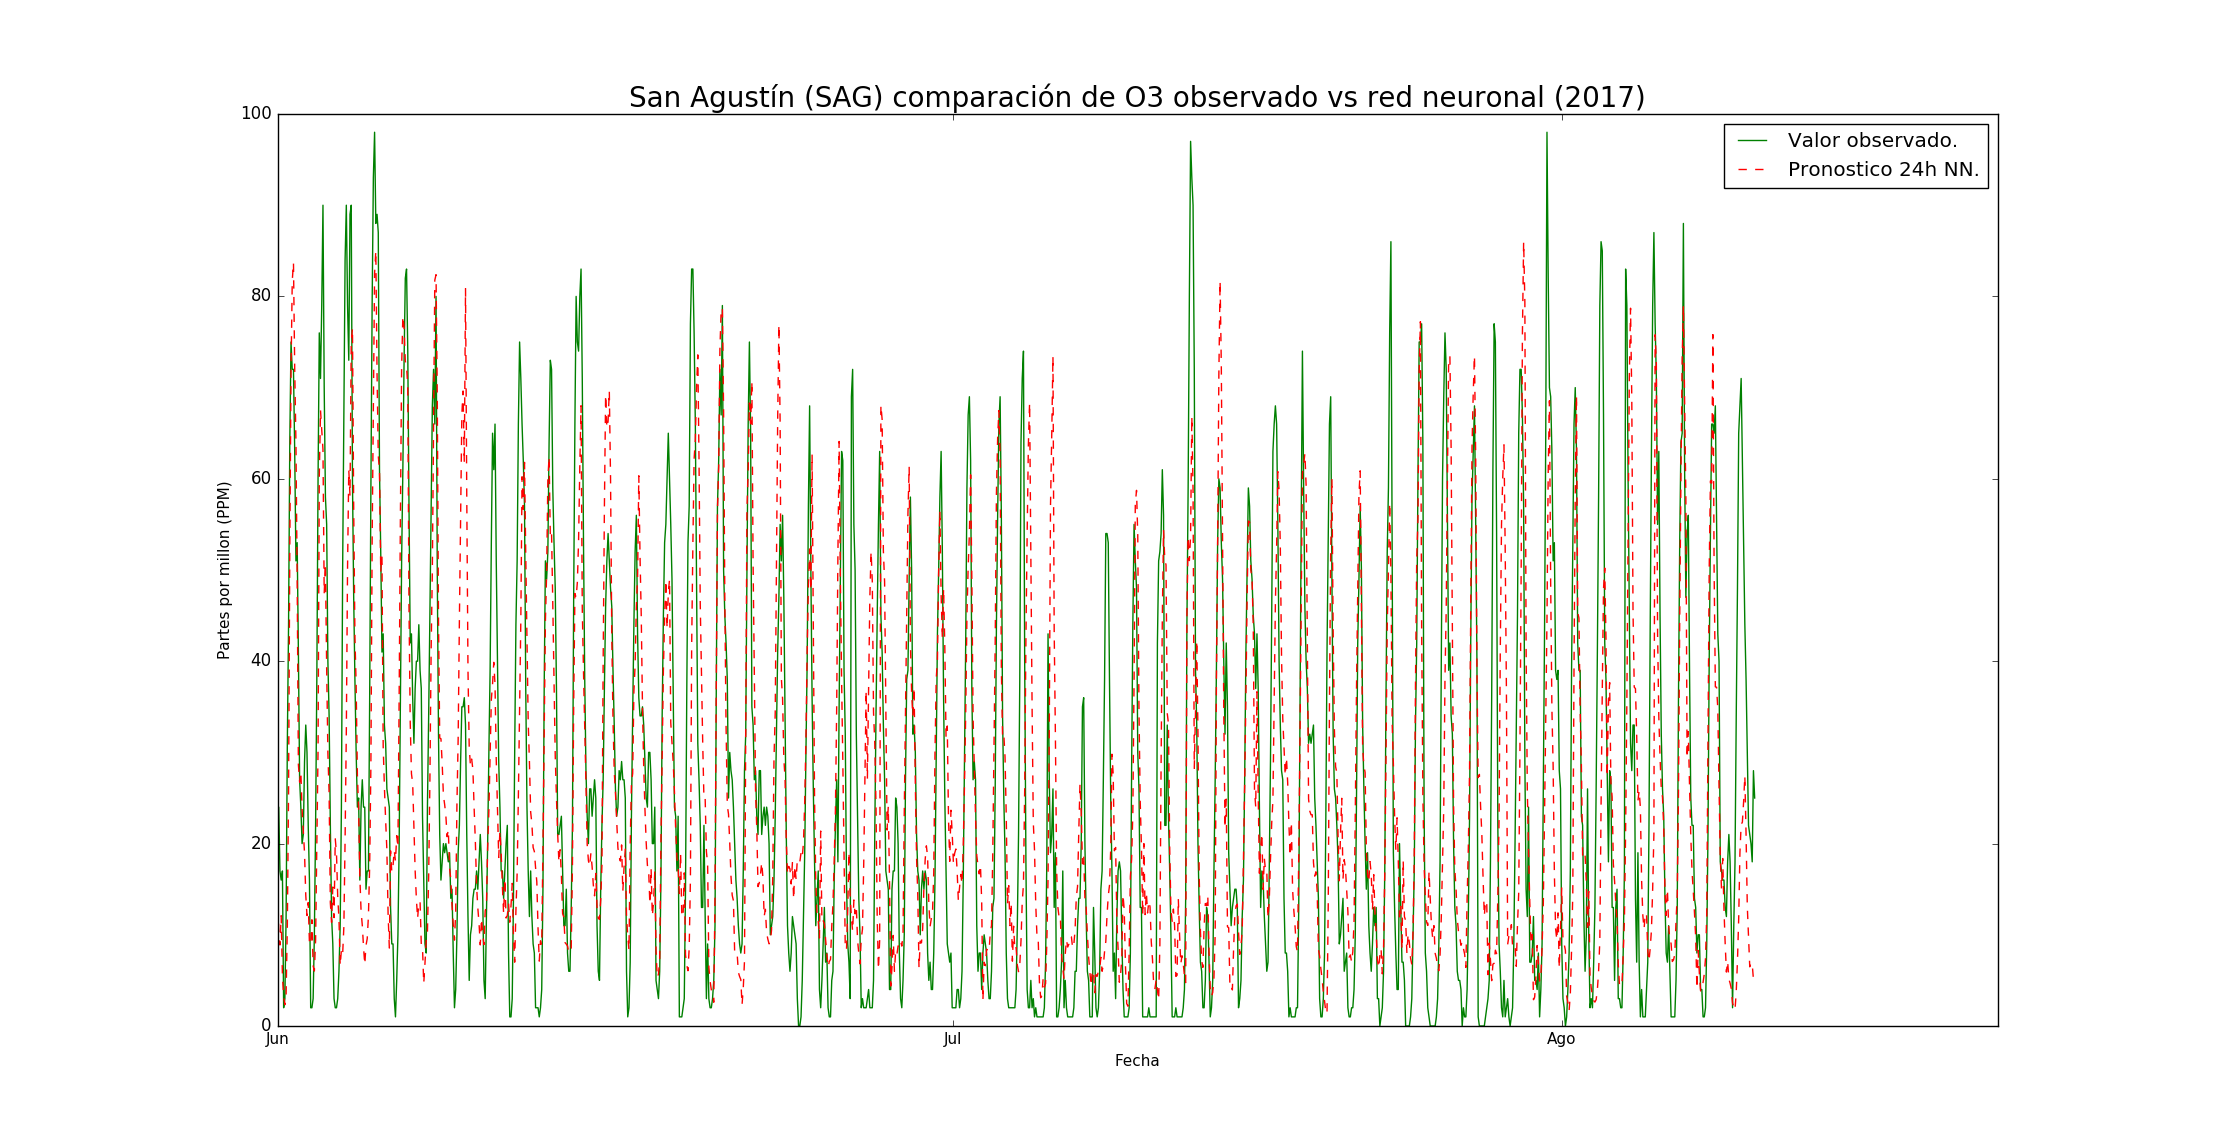 San Agustín (SAG) comparación de O3 observado vs red neuronal (2017)
100
80
60
40
20
0
Partes por millon (PPM)
Valor observado.
Pronostico 24h NN.
Jun
Jul
Ago
Fecha